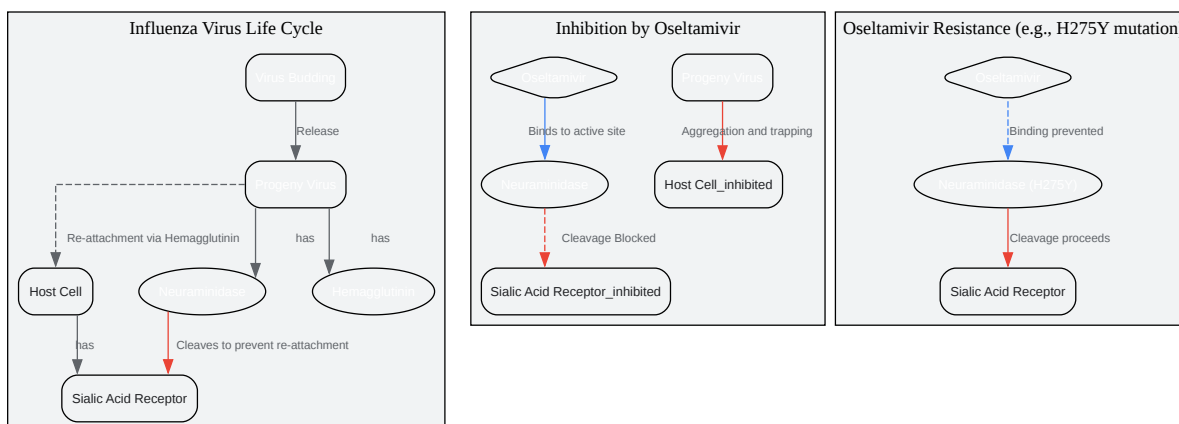 Influenza Virus Life Cycle
Virus Budding
Release
Progeny Virus
Re-attachment via Hemagglutinin
has
has
Host Cell
Neuraminidase
Hemagglutinin
has
Cleaves to prevent re-attachment
Sialic Acid Receptor
Inhibition by Oseltamivir
Oseltamivir
Progeny Virus
Binds to active site
Aggregation and trapping
Neuraminidase
Host Cell_inhibited
Cleavage Blocked
Sialic Acid Receptor_inhibited
Oseltamivir Resistance (e.g., H275Y mutation
Oseltamivir
Binding prevented
Neuraminidase (H275Y)
Cleavage proceeds
Sialic Acid Receptor